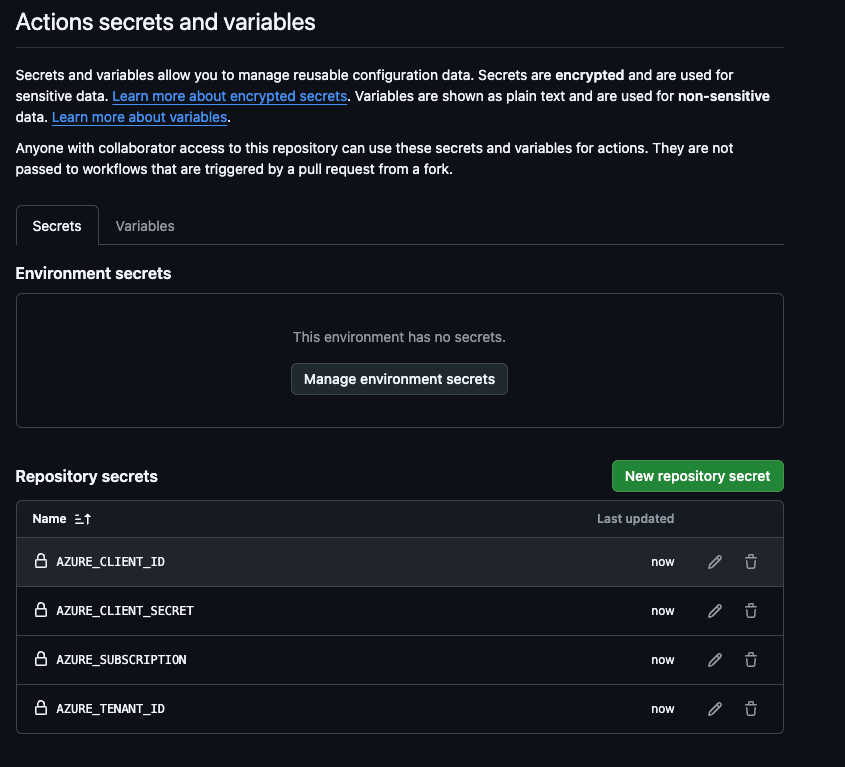 Actions secrets and variables
Secrets and variables allow you to manage reusable configuration data. Secrets are encrypted and are used for
sensitive data. Learn more about encrypted secrets. Variables are shown as plain text and are used for non-sensitive
data. Learn more about variables.
Anyone with collaborator access to this repository can use these secrets and variables for actions. They are not
passed to workflows that are triggered by a pull request from a fork.
Secrets Variables
Environment secrets
This environment has no secrets.
Manage environment secrets
Repository secrets New repository secret
Name Last updated
AZURE_CLIENT_ID now
AZURE_CLIENT_SECRET now
AZURE_SUBSCRIPTION now
AZURE_TENANT_ID now